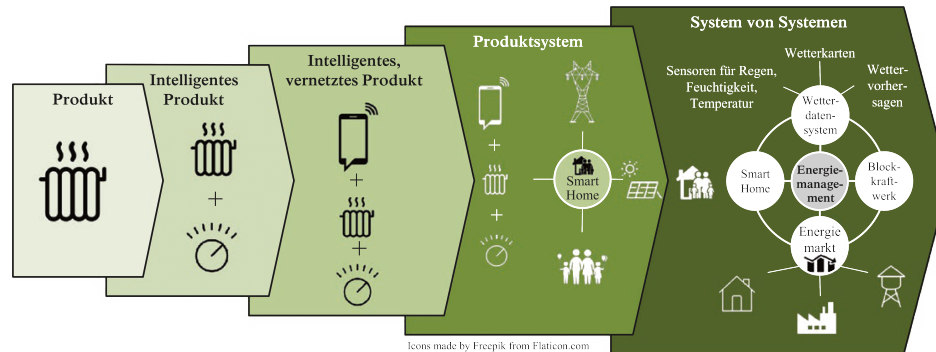 Produkt
Intelligentes
Produkt
+
Intelligentes,
vernetztes Produkt
+
+
Produktsystem
+
+
Smart
Home
System von Systemen
Wetterkarten
Sensoren für Regen,
Feuchtigkeit,
Temperatur
Wetter-
vorher-
sagen
Wetter-
daten-
system
Smart
Home
Energie-
manage-
ment
Block-
kraft-
werk
Energie
markt
Icons made by Freepik from Flaticon.com